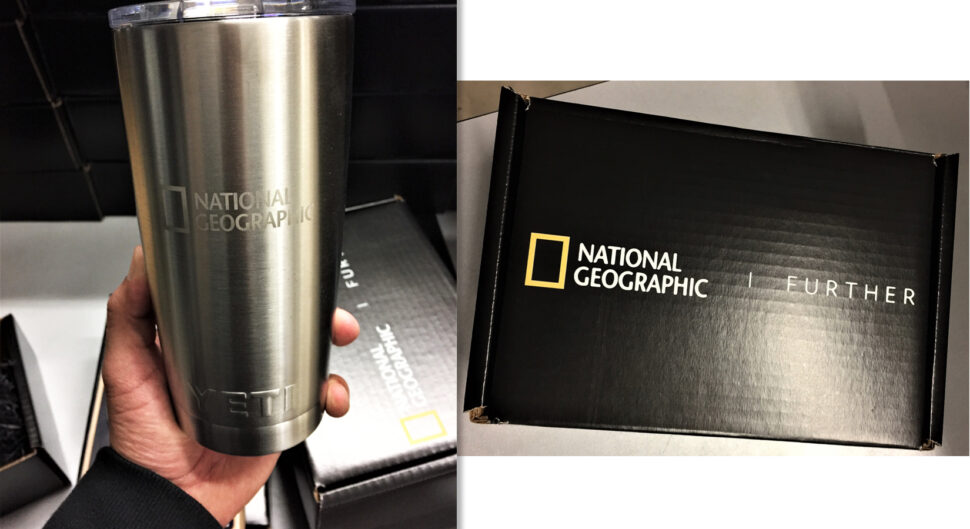 NATIONAL
GEOGRAPHIC
YETI
NATIONAL
GEOGRAPHIC | FURTHER
NATIONAL
GEOGRAPHIC | FURTHER